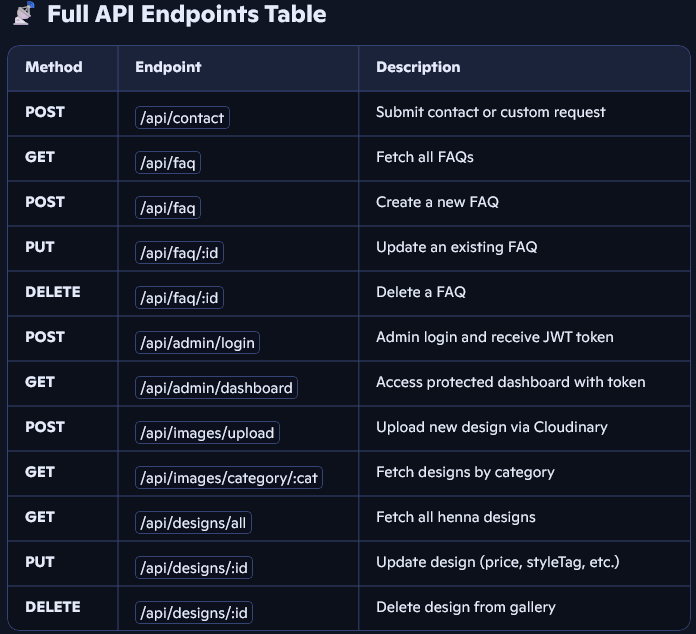 Full API Endpoints Table
Method Endpoint Description
POST /api/contact Submit contact or custom request
GET /api/faq Fetch all FAQs
POST /api/faq Create a new FAQ
PUT /api/faq/:id Update an existing FAQ
DELETE /api/faq/:id Delete a FAQ
POST /api/admin/login Admin login and receive JWT token
GET /api/admin/dashboard Access protected dashboard with token
POST /api/images/upload Upload new design via Cloudinary
GET /api/images/category/:cat Fetch designs by category
GET /api/designs/all Fetch all henna designs
PUT /api/designs/:id Update design (price, styleTag, etc.)
DELETE /api/designs/:id Delete design from gallery